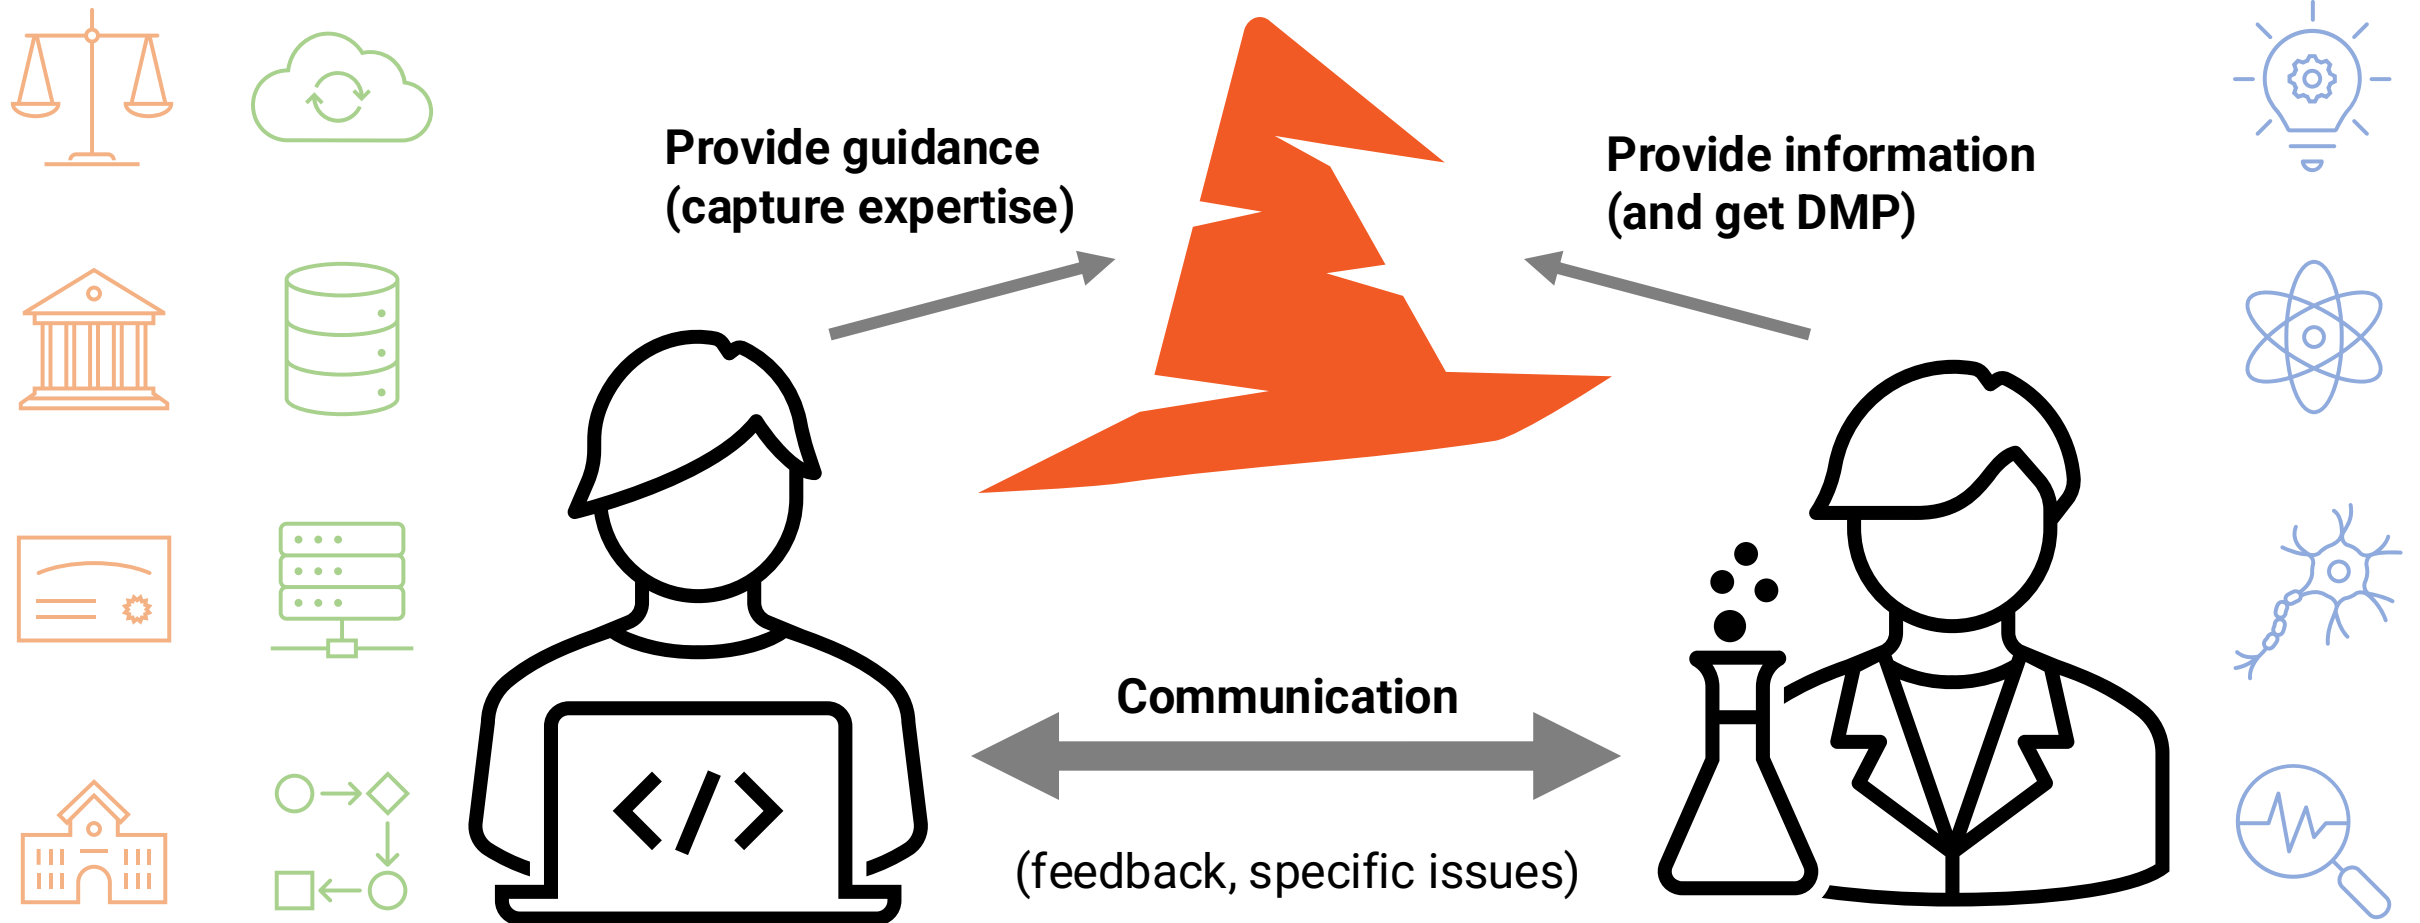 Provide guidance
(capture expertise)
Provide information
(and get DMP)
Communication
(feedback, specific issues)